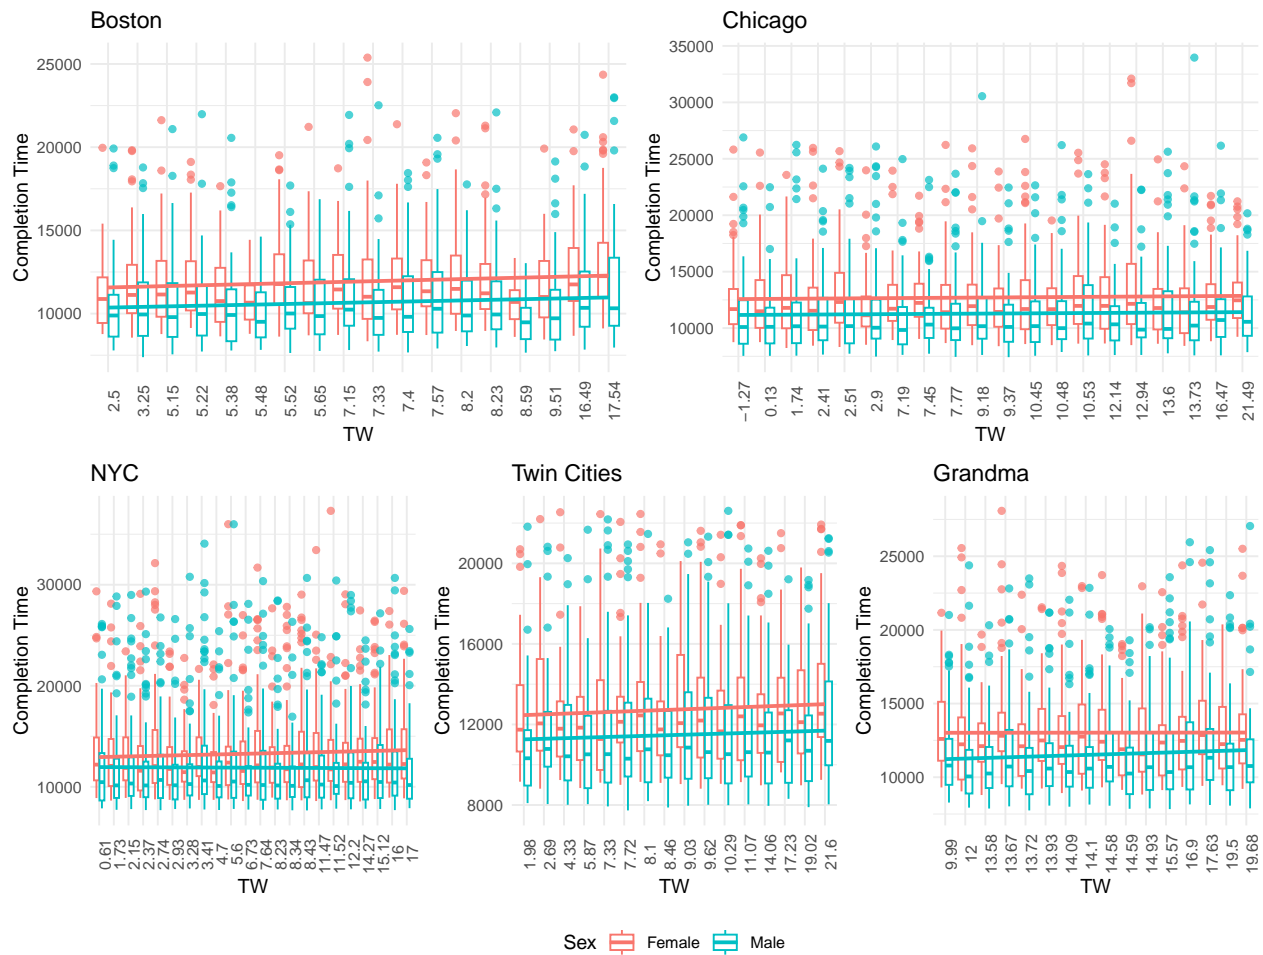 Boston
Completion Time
25000
20000
15000
10000
2.5 3.25 5.15 5.22 5.38 5.48 5.52 5.65 7.15 7.33 7.4 7.57 8.2 8.23 8.59 9.51 16.49 17.54
TW
Chicago
Completion Time
35000
30000
25000
20000
15000
10000
−1.27 0.13 1.74 2.41 2.51 2.9 7.19 7.45 7.77 9.18 9.37 10.45 10.48 10.53 12.14 12.94 13.6 13.73 16.47 21.49
TW
NYC
Completion Time
30000
20000
10000
0.61 1.73 2.15 2.37 2.74 2.93 3.28 3.41 4.7 5.6 6.73 7.64 8.23 8.34 8.43 11.47 11.52 12.2 14.27 15.12 16 17
TW
Twin Cities
Completion Time
20000
16000
12000
8000
1.98 2.69 4.33 5.87 7.33 7.72 8.1 8.46 9.03 9.62 10.29 11.07 14.06 17.23 19.02 21.6
TW
Grandma
Completion Time
25000
20000
15000
10000
9.99 12 13.58 13.67 13.72 13.93 14.09 14.1 14.58 14.59 14.93 15.57 16.9 17.63 19.5 19.68
TW
Sex Female Male